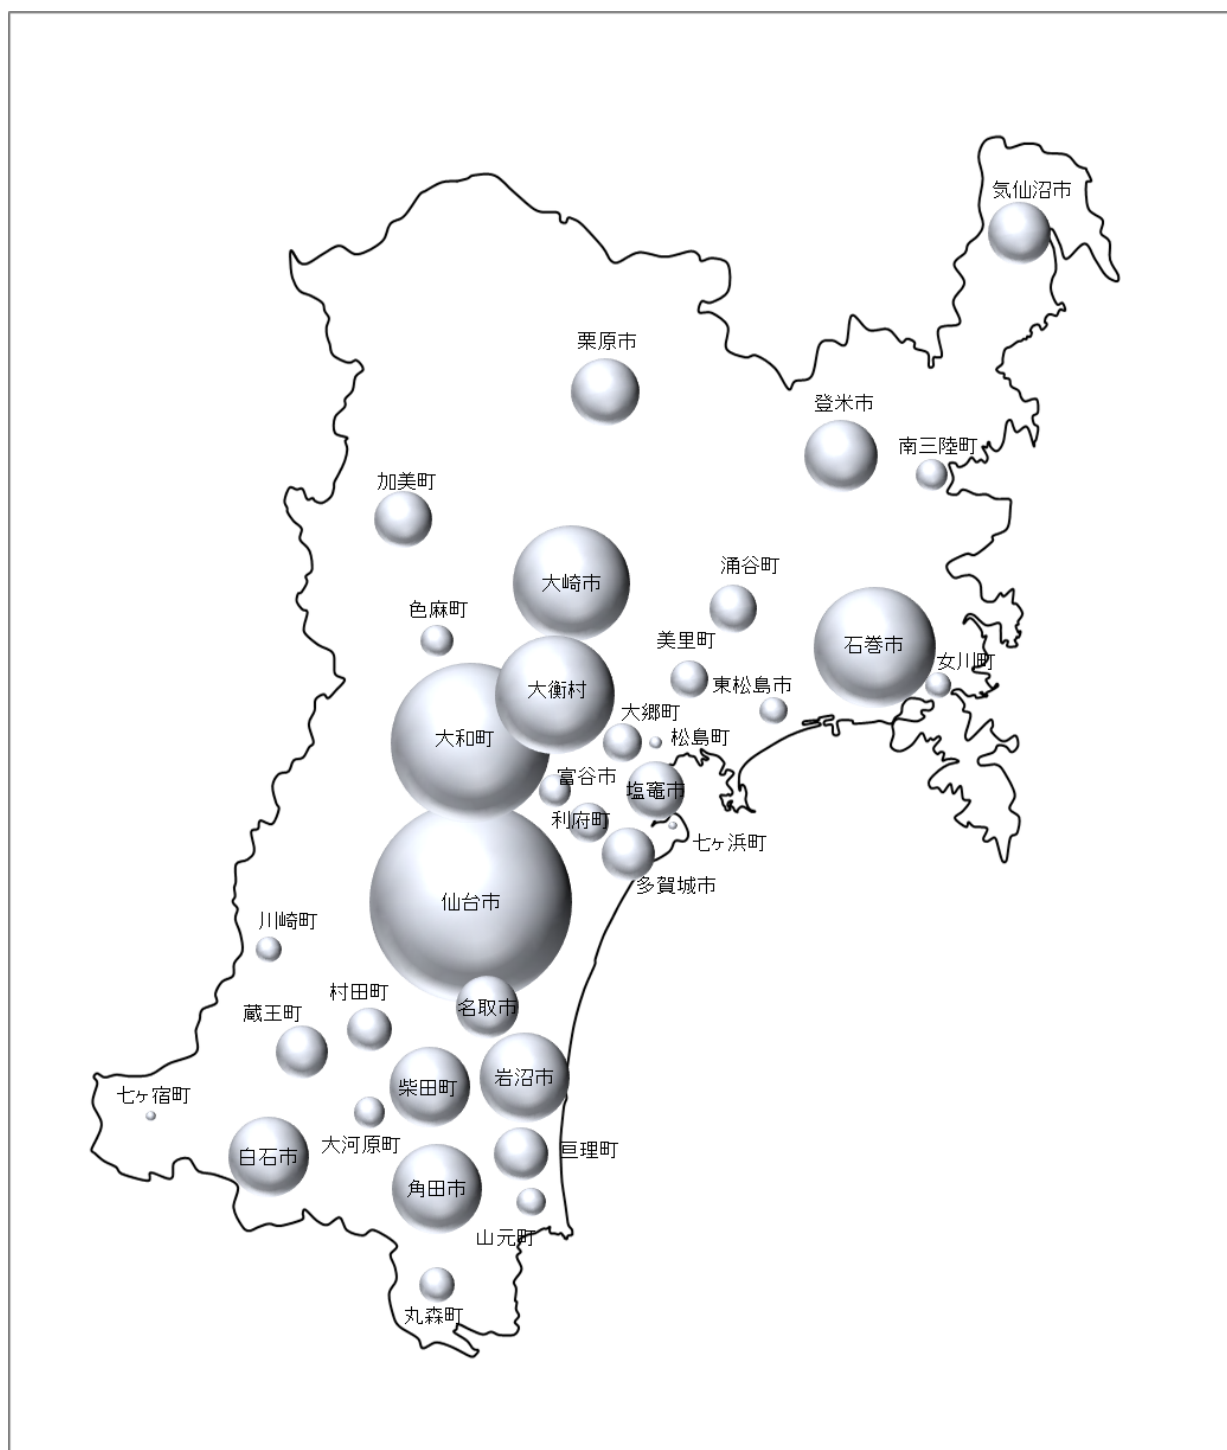 気仙沼市
栗原市
登米市
南三陸町
加美町
涌谷町
大崎市
色麻町
美里町
石巻市
女川町
東松島市
大衡村
大郷町
松島町
大和町
富谷市
塩竈市
利府町
七ヶ浜町
多賀城市
仙台市
川崎町
村田町
名取市
蔵王町
岩沼市
柴田町
七ヶ宿町
大河原町
亘理町
白石市
角田市
山元町
丸森町